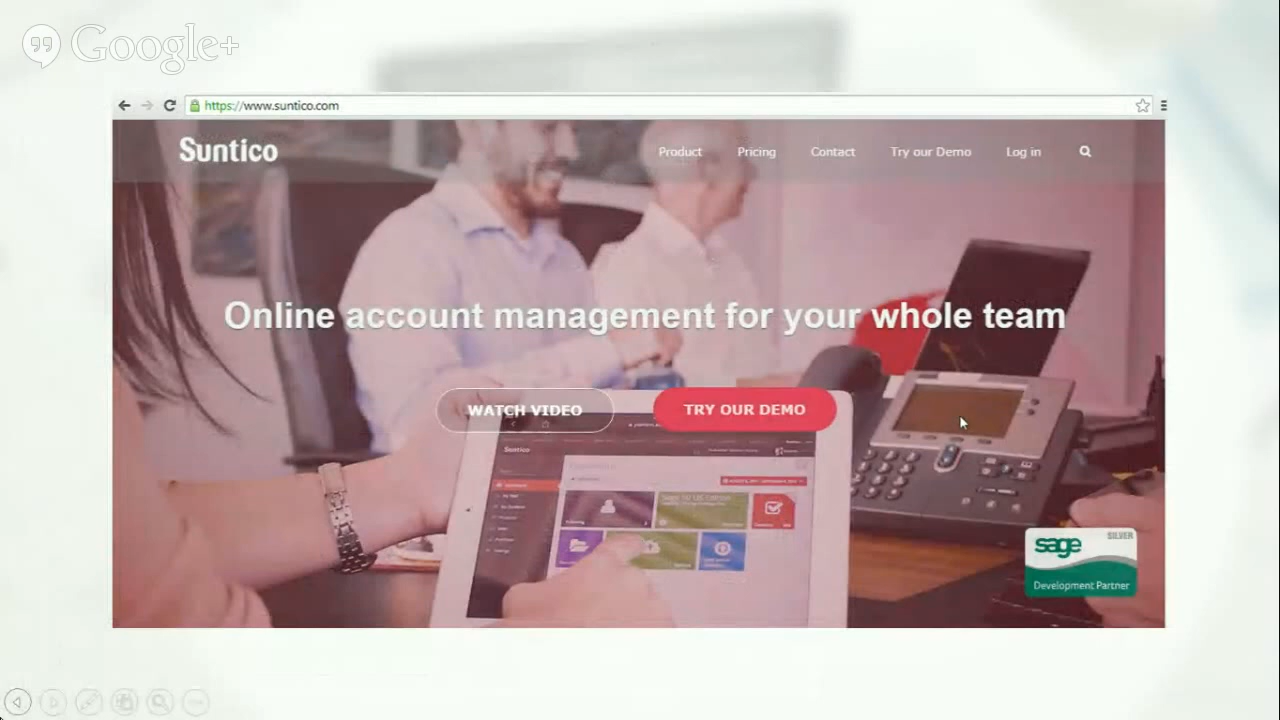 Google+
https://www.suntico.com
Suntico
Product Pricing Contact Try our Demo Log in
Online account management for your whole team
WATCH VIDEO TRY OUR DEMO
Suntico
sage SILVER
Development Partner